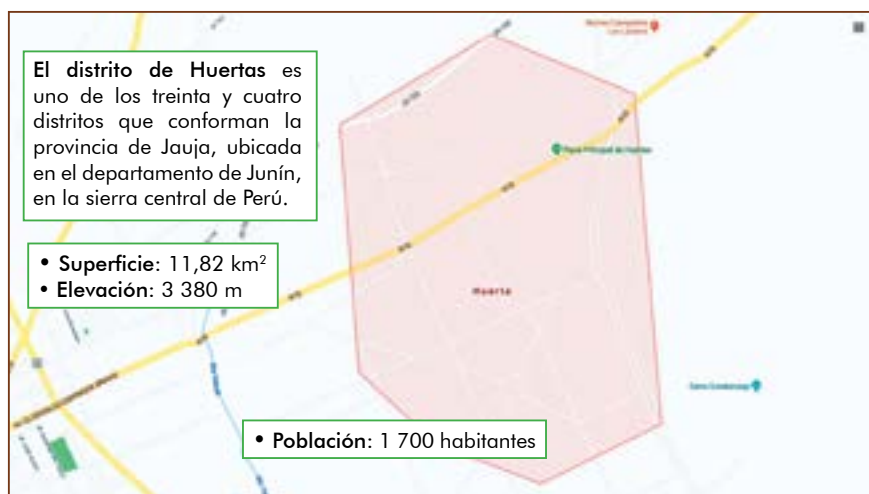 El distrito de Huertas es
uno de los treinta y cuatro
distritos que conforman la
provincia de Jauja, ubicada
en el departamento de Junín,
en la sierra central de Perú.
• Superficie: 11,82 km²
• Elevación: 3 380 m
Huerta
• Población: 1 700 habitantes